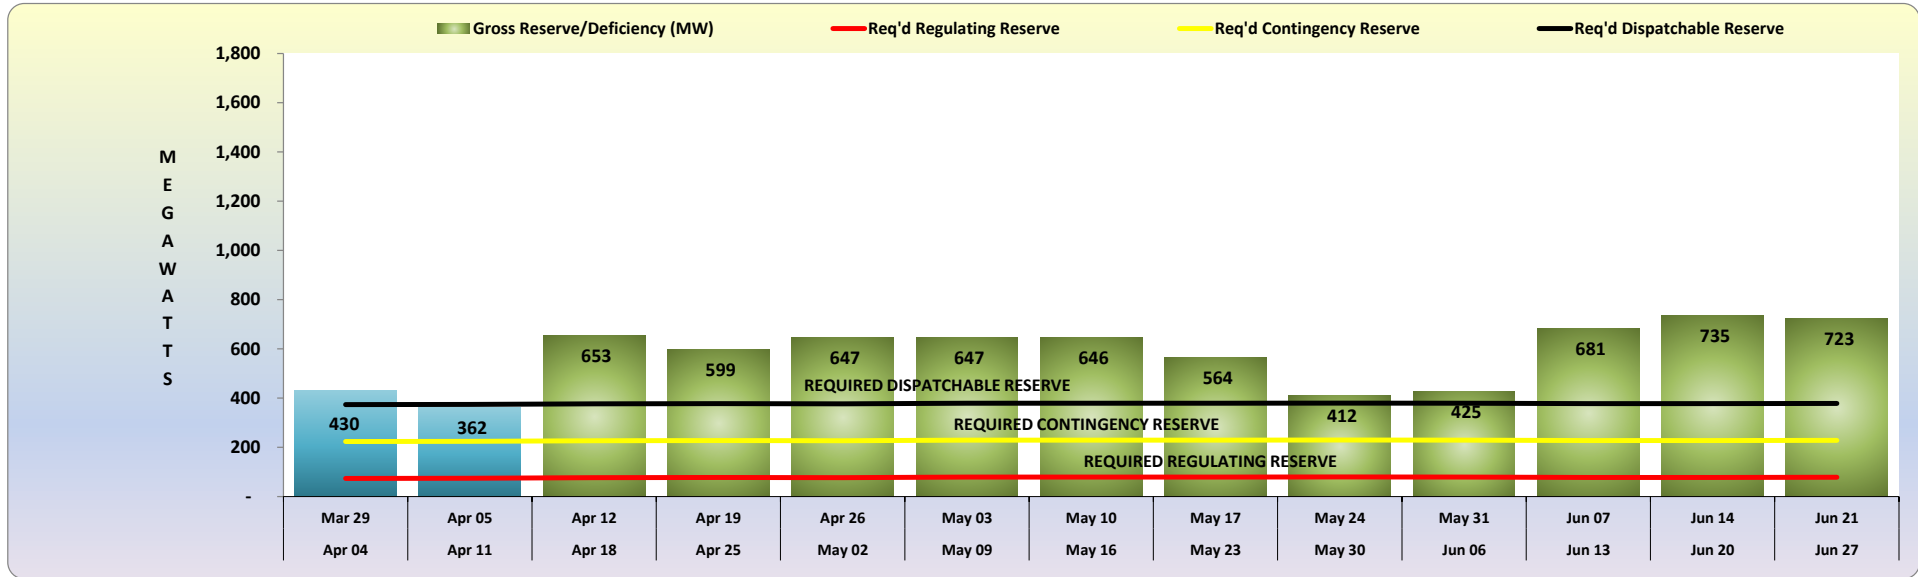 Gross Reserve/Deficiency (MW) Req'd Regulating Reserve Req'd Contingency Reserve Req'd Dispatchable Reserve
1,800
1,600
1,400
1,200
1,000
800
600
400
200
-
M
E
G
A
W
A
T
T
S
430 362 653 599 647 647 646 564 412 425 681 735 723
REQUIRED DISPATCHABLE RESERVE
REQUIRED CONTINGENCY RESERVE
REQUIRED REGULATING RESERVE
Mar 29 Apr 05 Apr 12 Apr 19 Apr 26 May 03 May 10 May 17 May 24 May 31 Jun 07 Jun 14 Jun 21
Apr 04 Apr 11 Apr 18 Apr 25 May 02 May 09 May 16 May 23 May 30 Jun 06 Jun 13 Jun 20 Jun 27